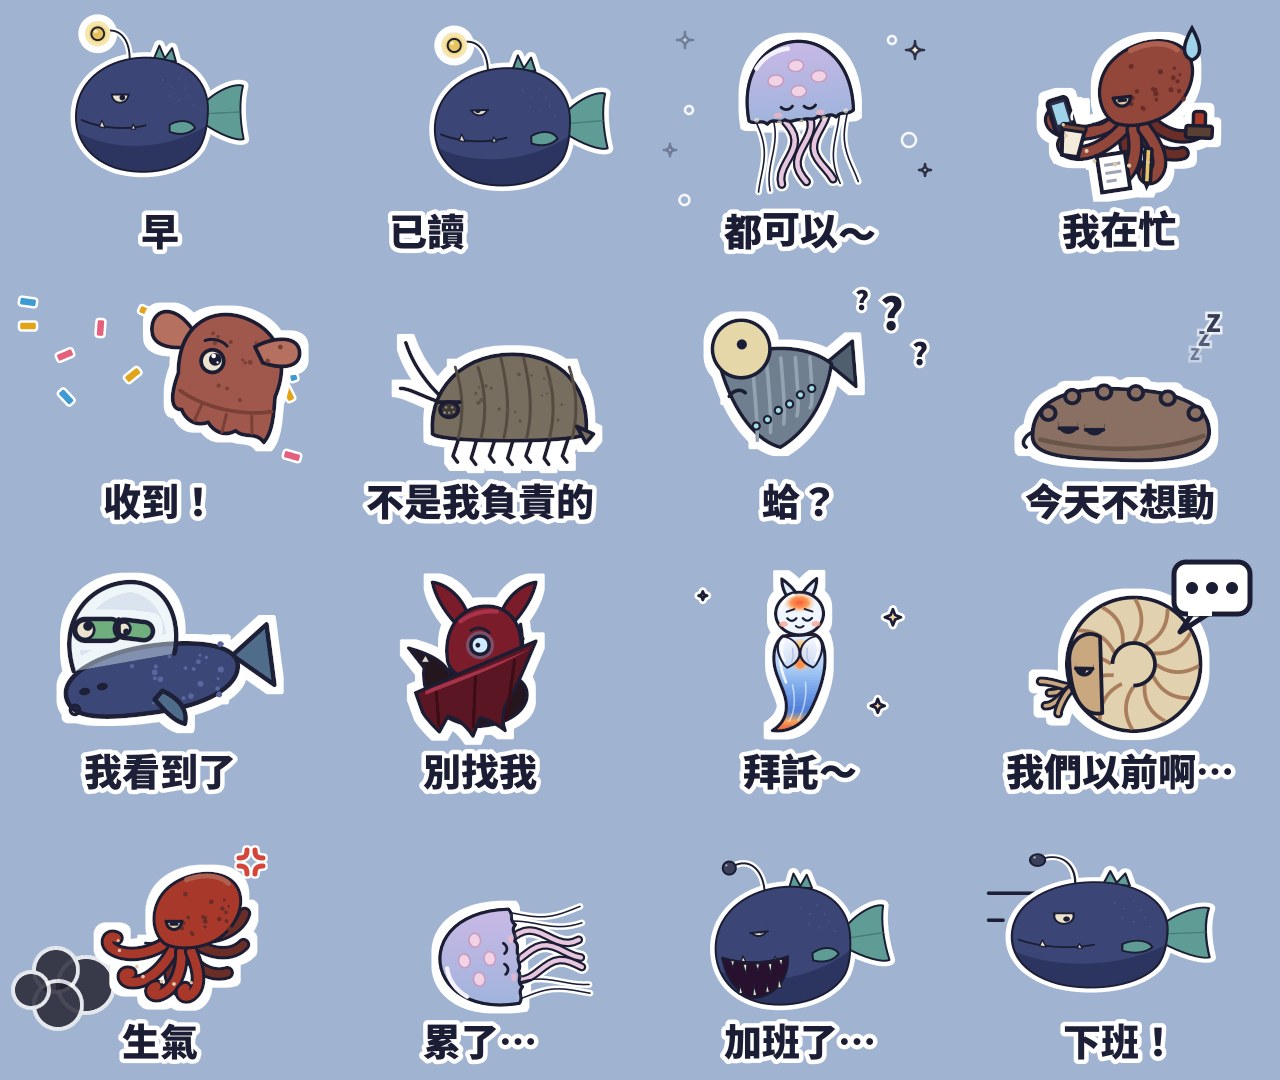 早
已讀
都可以～
我在忙
收到！
不是我負責的
? ? ?
蛤？
z z Z
今天不想動
我看到了
別找我
拜託～
我們以前啊…
生氣
累了…
加班了…
下班！